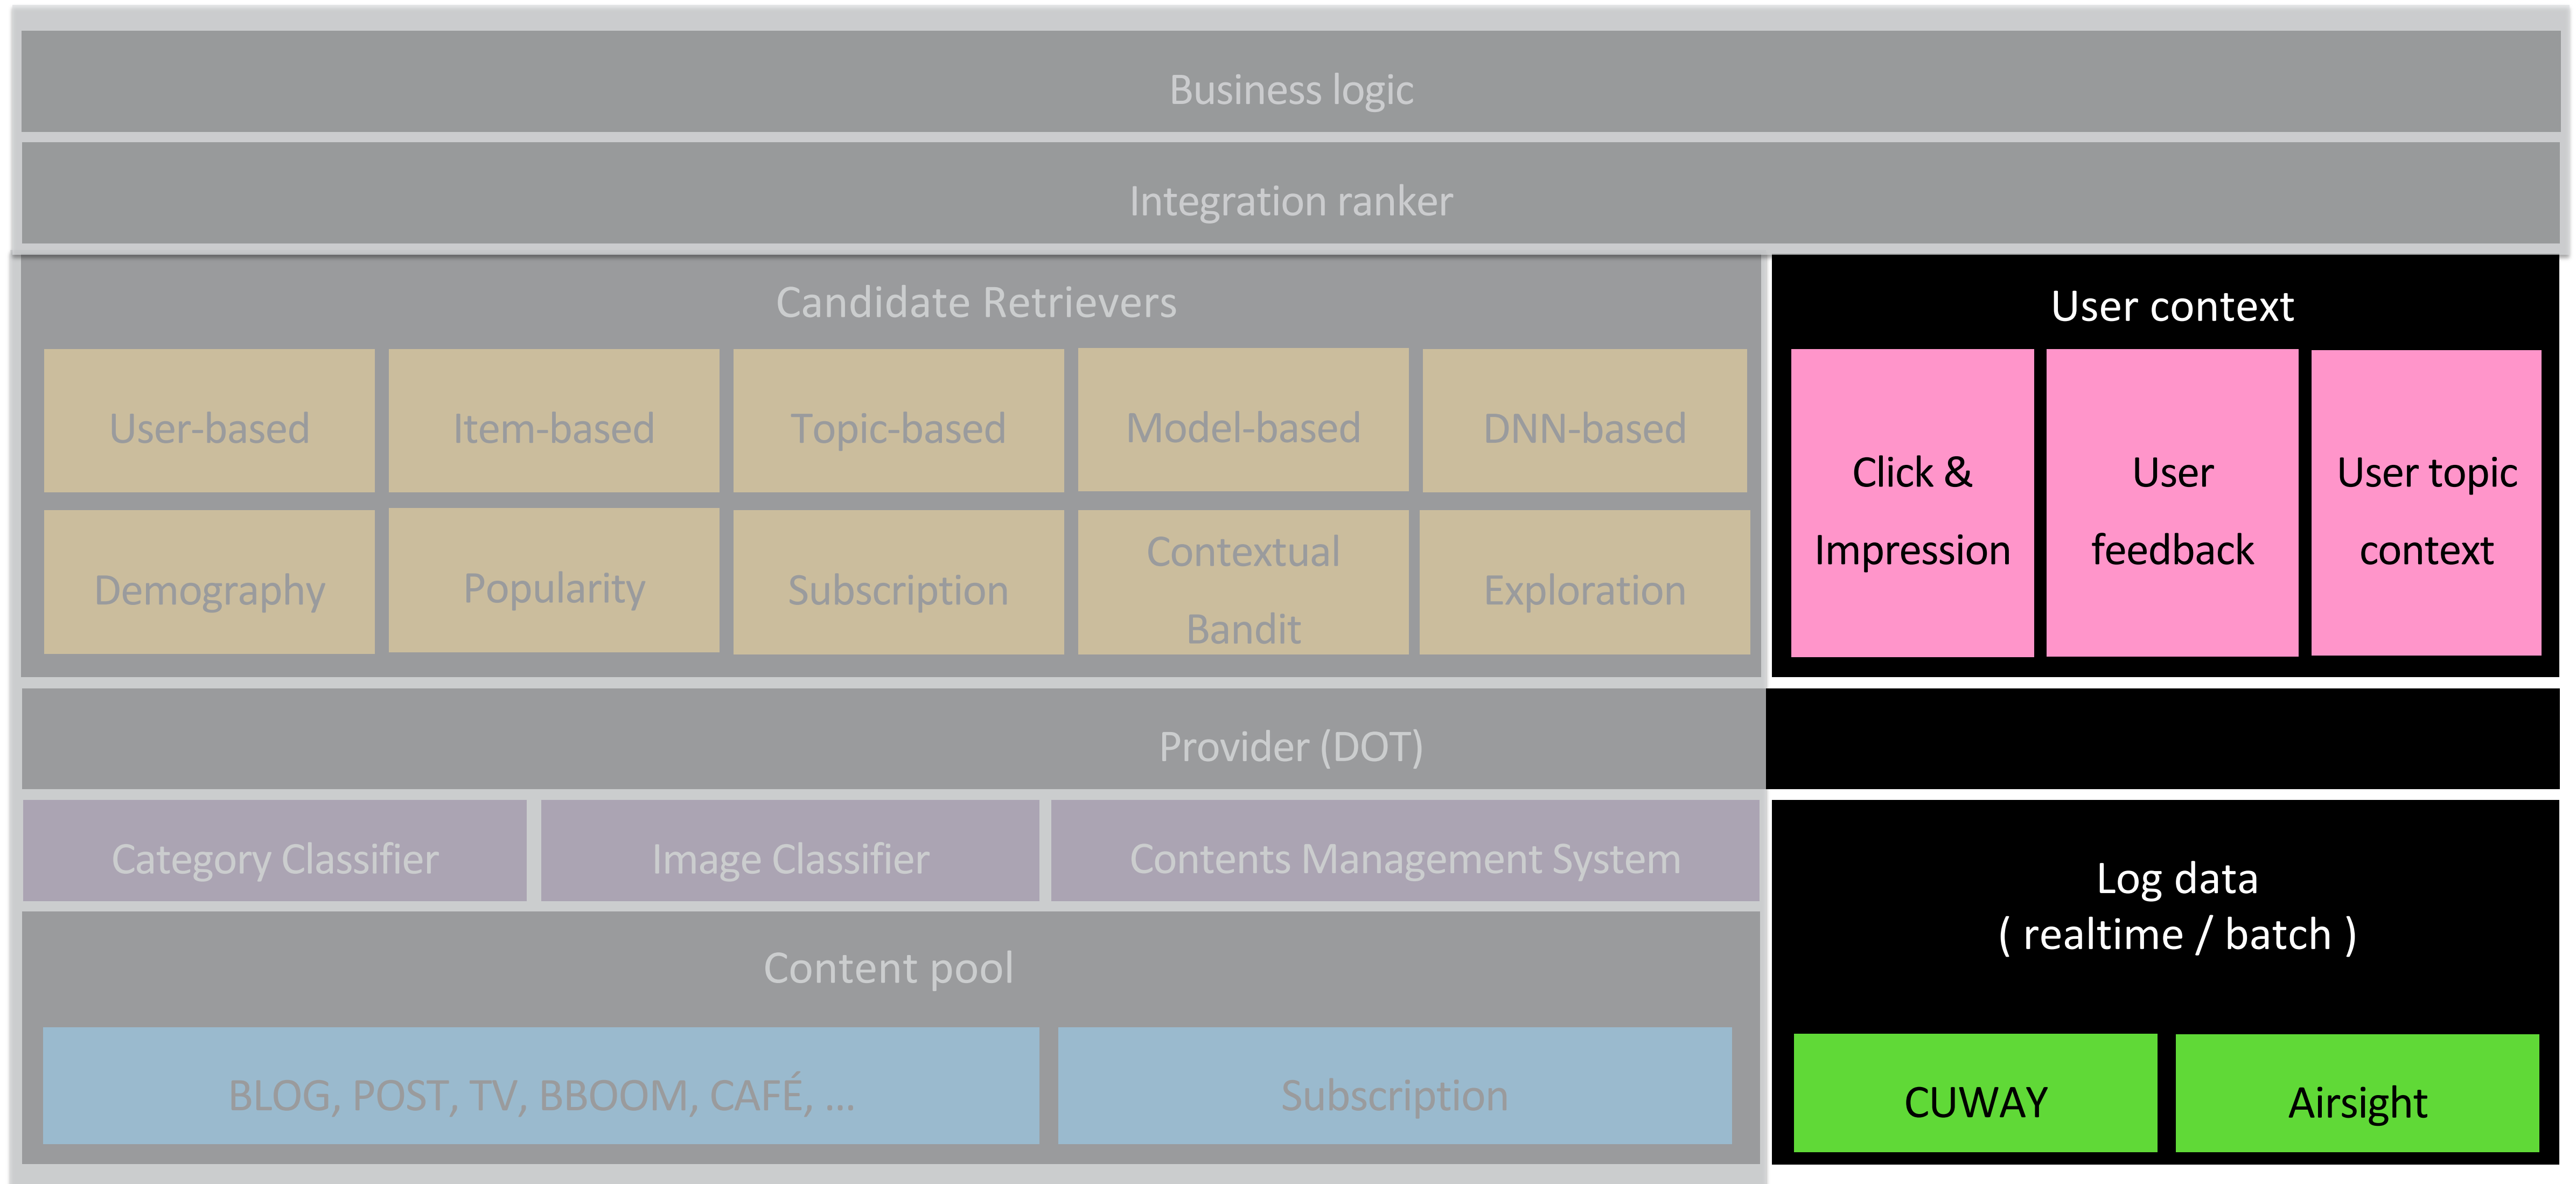 Business logic
Integration ranker
Candidate Retrievers
User-based
Item-based
Topic-based
Model-based
DNN-based
Demography
Popularity
Subscription
Contextual
Bandit
Exploration
User context
Click &
Impression
User
feedback
User topic
context
Provider (DOT)
Category Classifier
Image Classifier
Contents Management System
Content pool
BLOG, POST, TV, BBOOM, CAFÉ, ...
Subscription
Log data
( realtime / batch )
CUWAY
Airsight